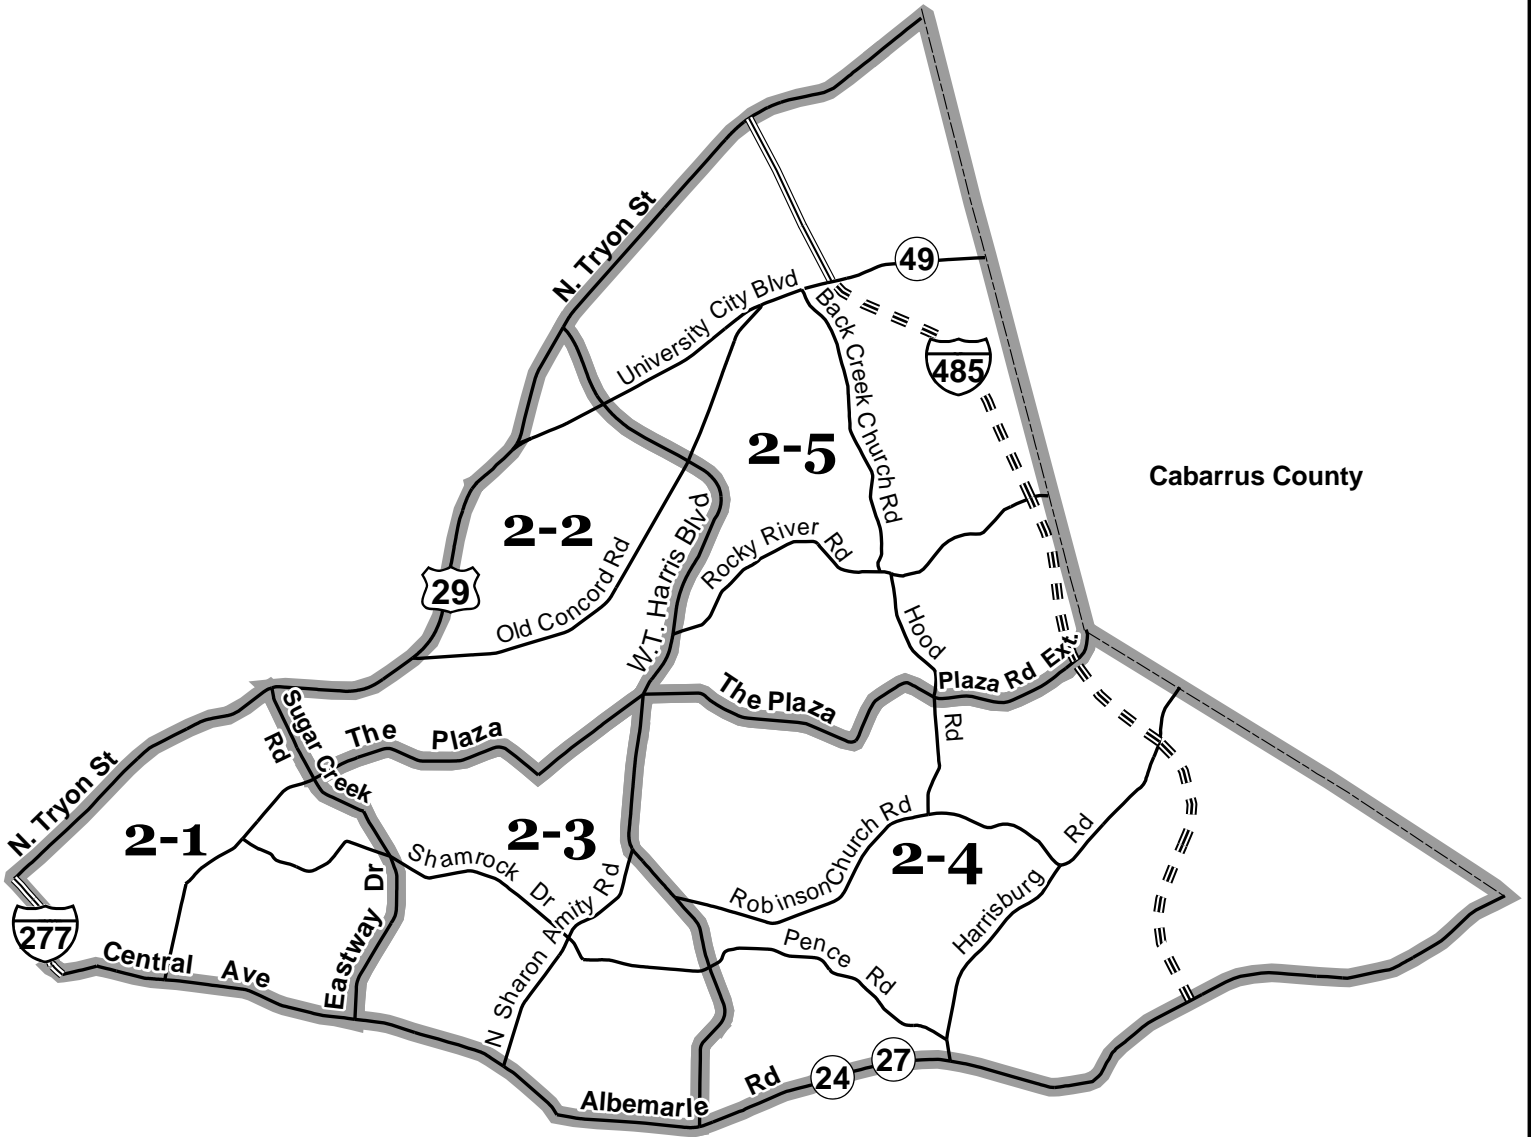 N. Tryon St
49
University City Blvd
Back Creek Church Rd
485
2-5
Cabarrus County
2-2
W.T. Harris Blvd
Rocky River Rd
29
Old Concord Rd
Hood Rd
Plaza Rd Ext.
The Plaza
Sugar Creek Rd
The Plaza
N. Tryon St
2-1
2-3
Shamrock Dr
2-4
Robinson Church Rd
Harrisburg Rd
Eastway Dr
N Sharon Amity Rd
277
Central Ave
Pence Rd
Albemarle Rd
24
27